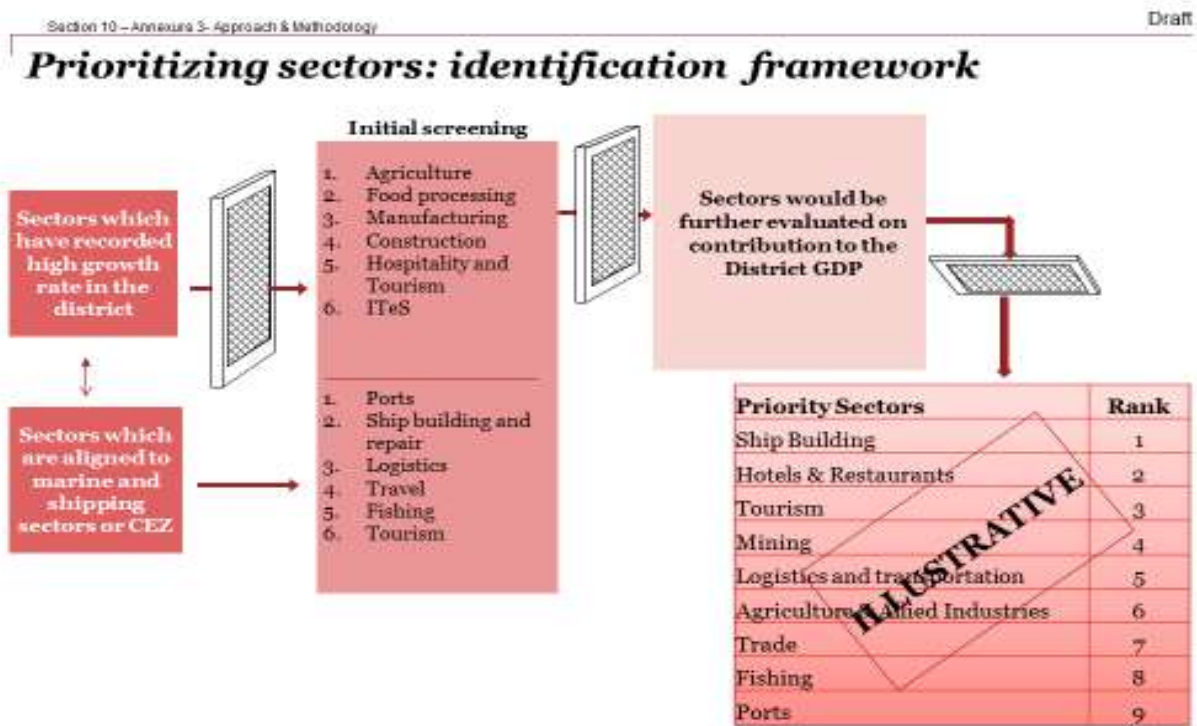 Section 10 – Annexure 3- Approach & Methodology
Draft
Prioritizing sectors: identification framework
Sectors which
have recorded
high growth
rate in the
district
Sectors which
are aligned to
marine and
shipping
sectors or CEZ
Initial screening
1. Agriculture
2. Food processing
3. Manufacturing
4. Construction
5. Hospitality and
Tourism
6. ITeS
1. Ports
2. Ship building and
repair
3. Logistics
4. Travel
5. Fishing
6. Tourism
Sectors would be
further evaluated on
contribution to the
District GDP
Priority Sectors Rank
Ship Building 1
Hotels & Restaurants 2
Tourism 3
Mining 4
Logistics and transportation 5
Agriculture & Allied Industries 6
Trade 7
Fishing 8
Ports 9
ILLUSTRATIVE